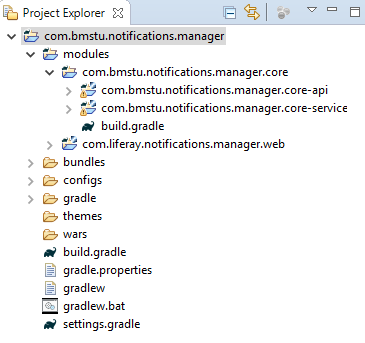 Project Explorer
com.bmstu.notifications.manager
modules
com.bmstu.notifications.manager.core
com.bmstu.notifications.manager.core-api
com.bmstu.notifications.manager.core-service
build.gradle
com.liferay.notifications.manager.web
bundles
configs
gradle
themes
wars
build.gradle
gradle.properties
gradlew
gradlew.bat
settings.gradle